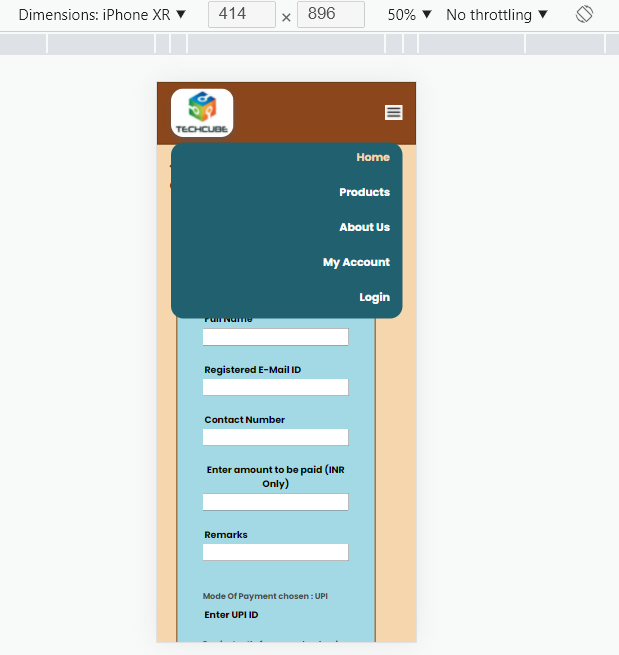 Dimensions: iPhone XR ▼ 414 × 896 50% ▼ No throttling ▼
TECHCUBE
Home
Products
About Us
My Account
Login
Full Name
Registered E-Mail ID
Contact Number
Enter amount to be paid (INR
Only)
Remarks
Mode Of Payment chosen : UPI
Enter UPI ID